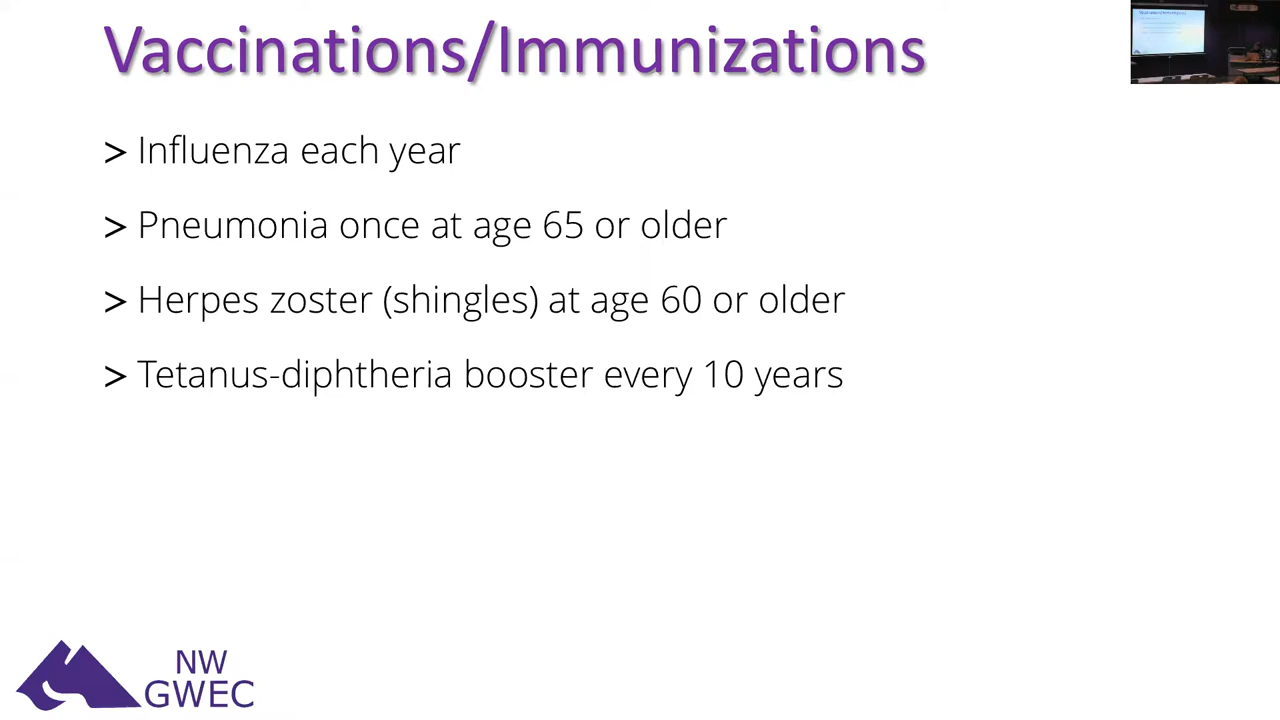 Vaccinations/Immunizations
> Influenza each year
> Pneumonia once at age 65 or older
> Herpes zoster (shingles) at age 60 or older
> Tetanus-diphtheria booster every 10 years
NW
GWEC